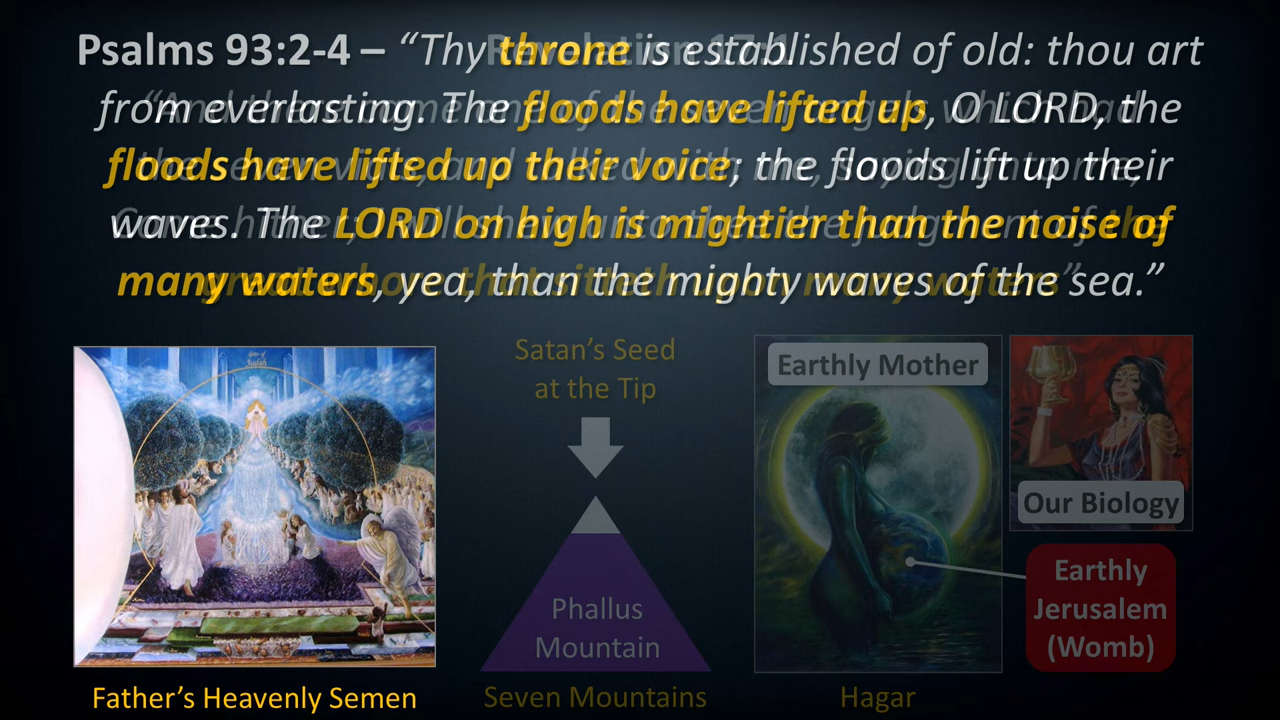 Psalms 93:2-4 – “Thy throne is established of old: thou art
from everlasting. The floods have lifted up, O LORD, the
floods have lifted up their voice; the floods lift up their
waves. The LORD on high is mightier than the noise of
many waters, yea, than the mighty waves of the sea.”
Judah
Father’s Heavenly Semen
Satan’s Seed
at the Tip
Phallus
Mountain
Seven Mountains
Earthly Mother
Hagar
Our Biology
Earthly
Jerusalem
(Womb)